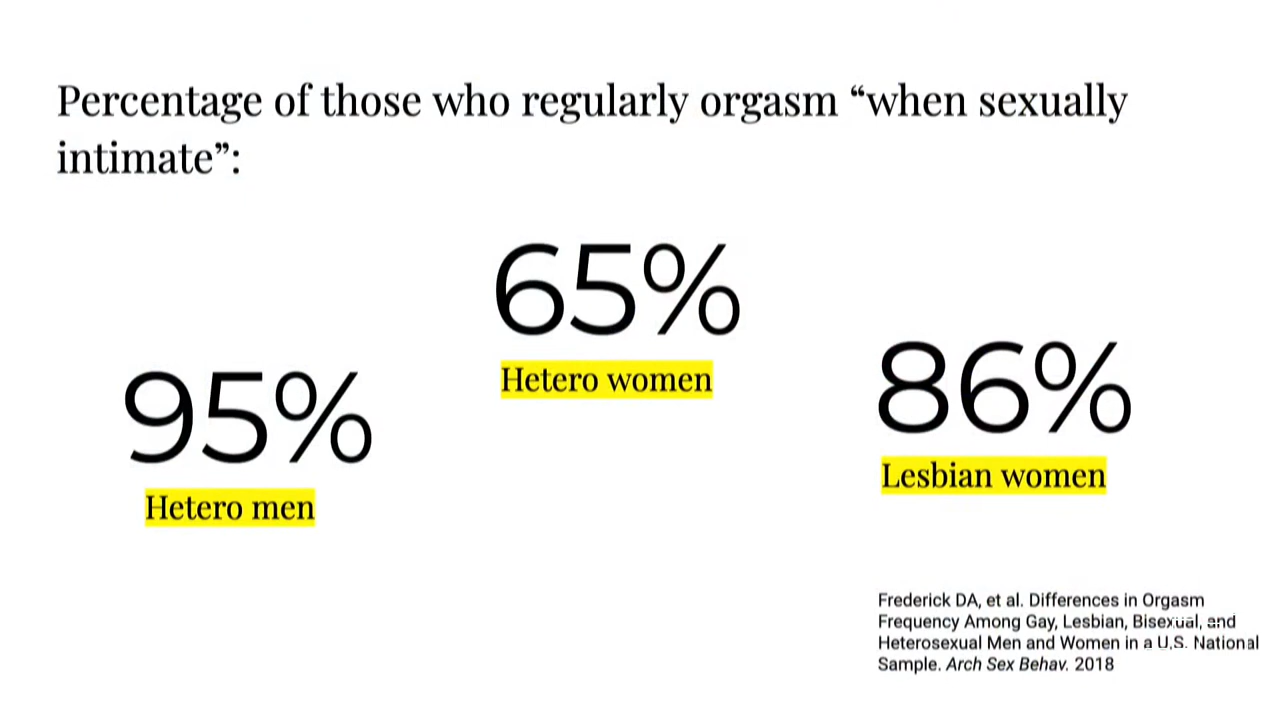 Percentage of those who regularly orgasm “when sexually
intimate”:
65%
Hetero women
95%
Hetero men
86%
Lesbian women
Frederick DA, et al. Differences in Orgasm
Frequency Among Gay, Lesbian, Bisexual, and
Heterosexual Men and Women in a U.S. National
Sample. Arch Sex Behav. 2018